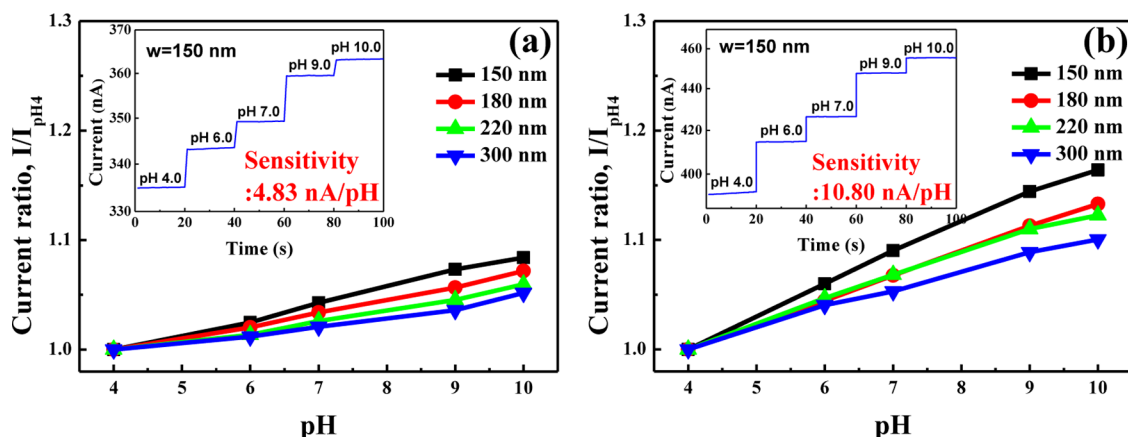 (a)
Current ratio, I/I_pH4
1.3
1.2
1.1
1.0
4 5 6 7 8 9 10
pH
150 nm
180 nm
220 nm
300 nm
w=150 nm
Current (nA)
370
360
350
340
330
0 20 40 60 80 100
Time (s)
pH 4.0
pH 6.0
pH 7.0
pH 9.0
pH 10.0
Sensitivity
:4.83 nA/pH
(b)
Current ratio, I/I_pH4
1.3
1.2
1.1
1.0
4 5 6 7 8 9 10
pH
150 nm
180 nm
220 nm
300 nm
w=150 nm
Current (nA)
460
440
420
400
0 20 40 60 80 100
Time (s)
pH 4.0
pH 6.0
pH 7.0
pH 9.0
pH 10.0
Sensitivity
:10.80 nA/pH